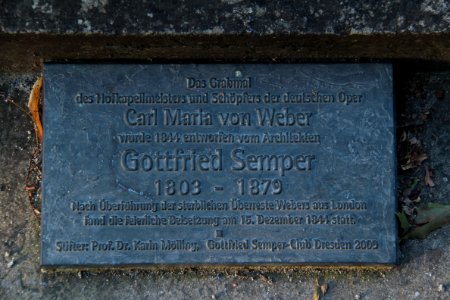 Das Grabmal
des Hofkapellmeisters und Schöpfers der deutschen Oper
Carl Maria von Weber
wurde 1844 entworfen vom Architekten
Gottfried Semper
1803 - 1879
Nach Überführung der sterblichen Überreste Webers aus London
fand die feierliche Beisetzung am 15. Dezember 1844 statt.
Stifter: Prof. Dr. Karin Mölling, Gottfried Semper-Club Dresden 2009